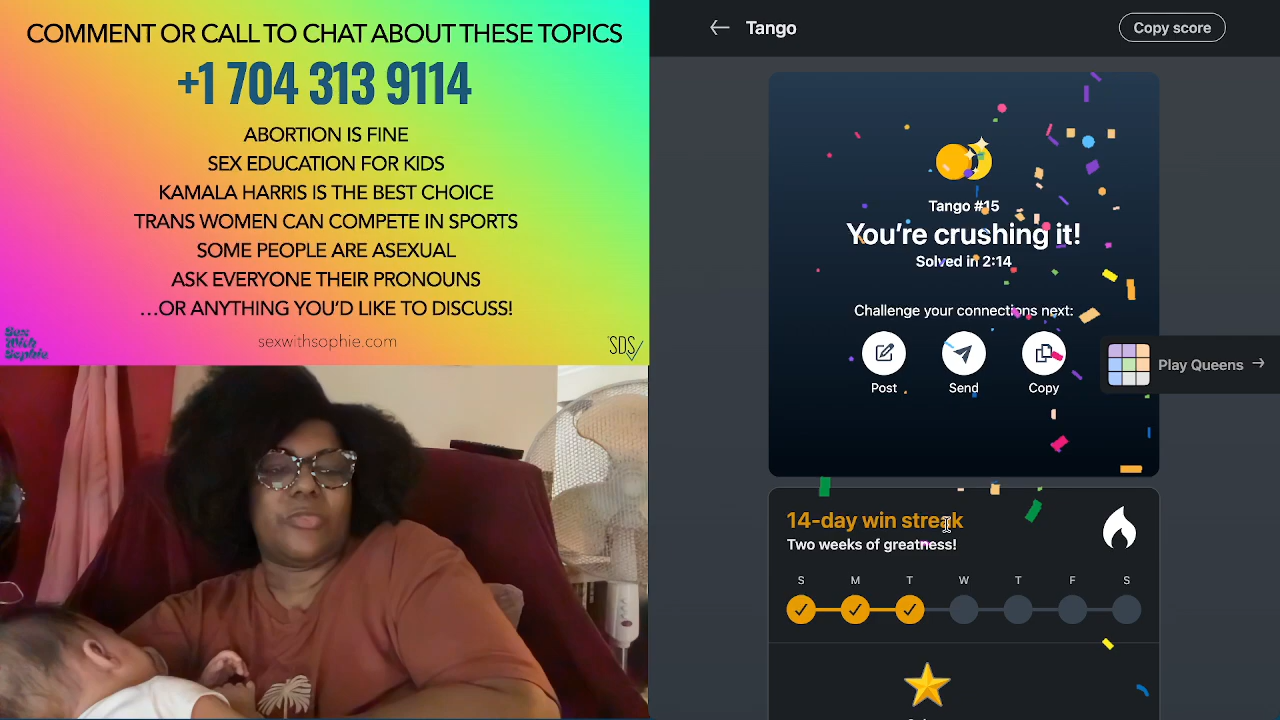 COMMENT OR CALL TO CHAT ABOUT THESE TOPICS
+1 704 313 9114
ABORTION IS FINE
SEX EDUCATION FOR KIDS
KAMALA HARRIS IS THE BEST CHOICE
TRANS WOMEN CAN COMPETE IN SPORTS
SOME PEOPLE ARE ASEXUAL
ASK EVERYONE THEIR PRONOUNS
...OR ANYTHING YOU'D LIKE TO DISCUSS!
sexwithsophie.com
Sex
With
Sophie
SDS
Tango
Copy score
Tango #15
You're crushing it!
Solved in 2:14
Challenge your connections next:
Post Send Copy
Play Queens
14-day win streak
Two weeks of greatness!
S M T W T F S